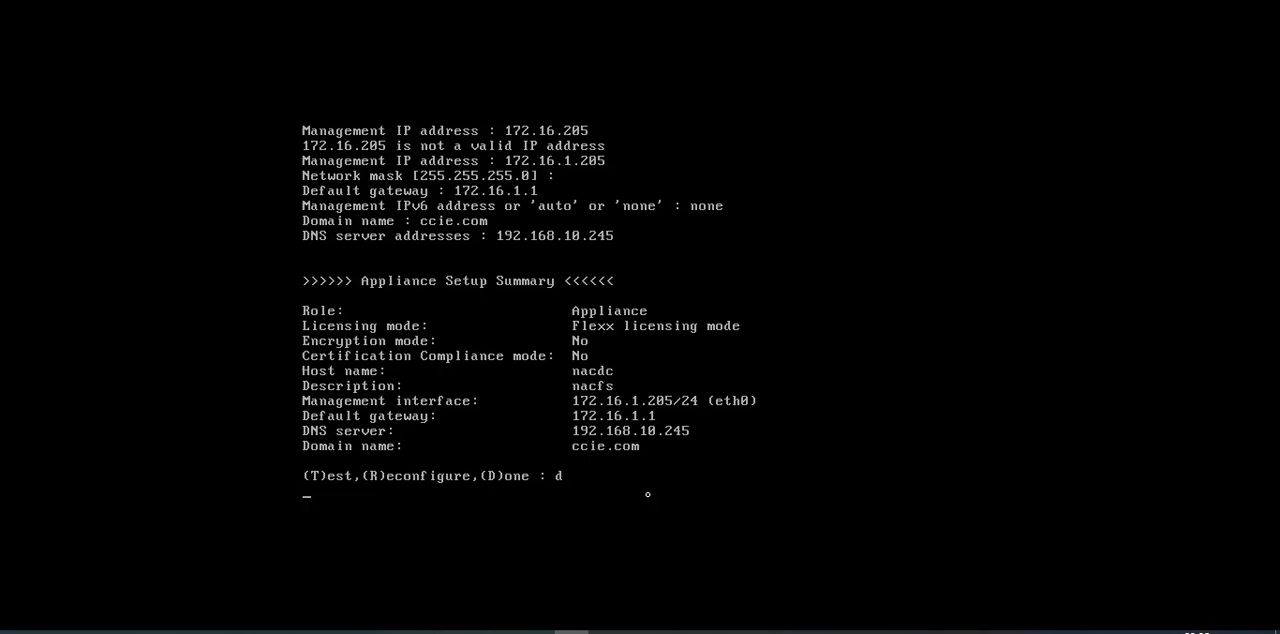 Management IP address : 172.16.205
172.16.205 is not a valid IP address
Management IP address : 172.16.1.205
Network mask [255.255.255.0] :
Default gateway : 172.16.1.1
Management IPv6 address or 'auto' or 'none' : none
Domain name : ccie.com
DNS server addresses : 192.168.10.245
>>>>>> Appliance Setup Summary <<<<<<
Role: Appliance
Licensing mode: Flexx licensing mode
Encryption mode: No
Certification Compliance mode: No
Host name: nacdc
Description: nacfs
Management interface: 172.16.1.205/24 (eth0)
Default gateway: 172.16.1.1
DNS server: 192.168.10.245
Domain name: ccie.com
(T)est,(R)econfigure,(D)one : d